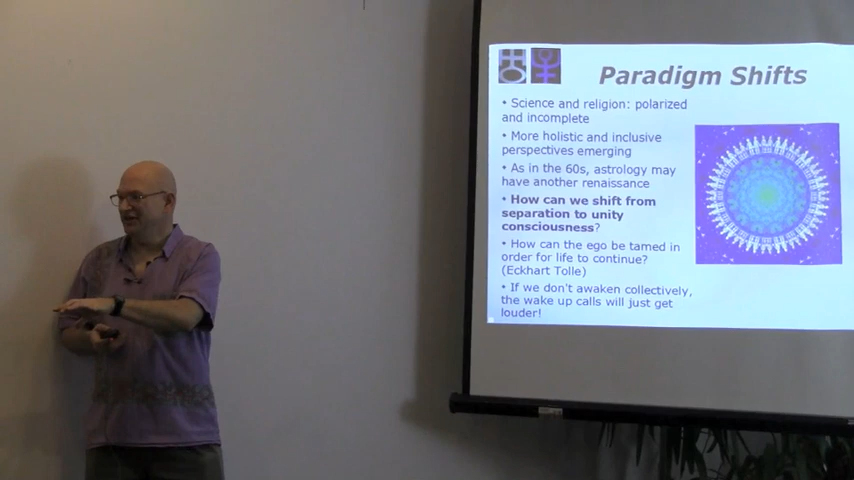 Paradigm Shifts
• Science and religion: polarized
and incomplete
• More holistic and inclusive
perspectives emerging
• As in the 60s, astrology may
have another renaissance
• How can we shift from
separation to unity
consciousness?
• How can the ego be tamed in
order for life to continue?
(Eckhart Tolle)
• If we don't awaken collectively,
the wake up calls will just get
louder!